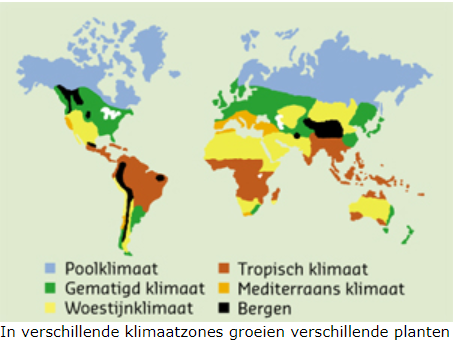 Poolklimaat
Gematigd klimaat
Woestijnklimaat
Tropisch klimaat
Mediterraans klimaat
Bergen
In verschillende klimaatzones groeien verschillende planten